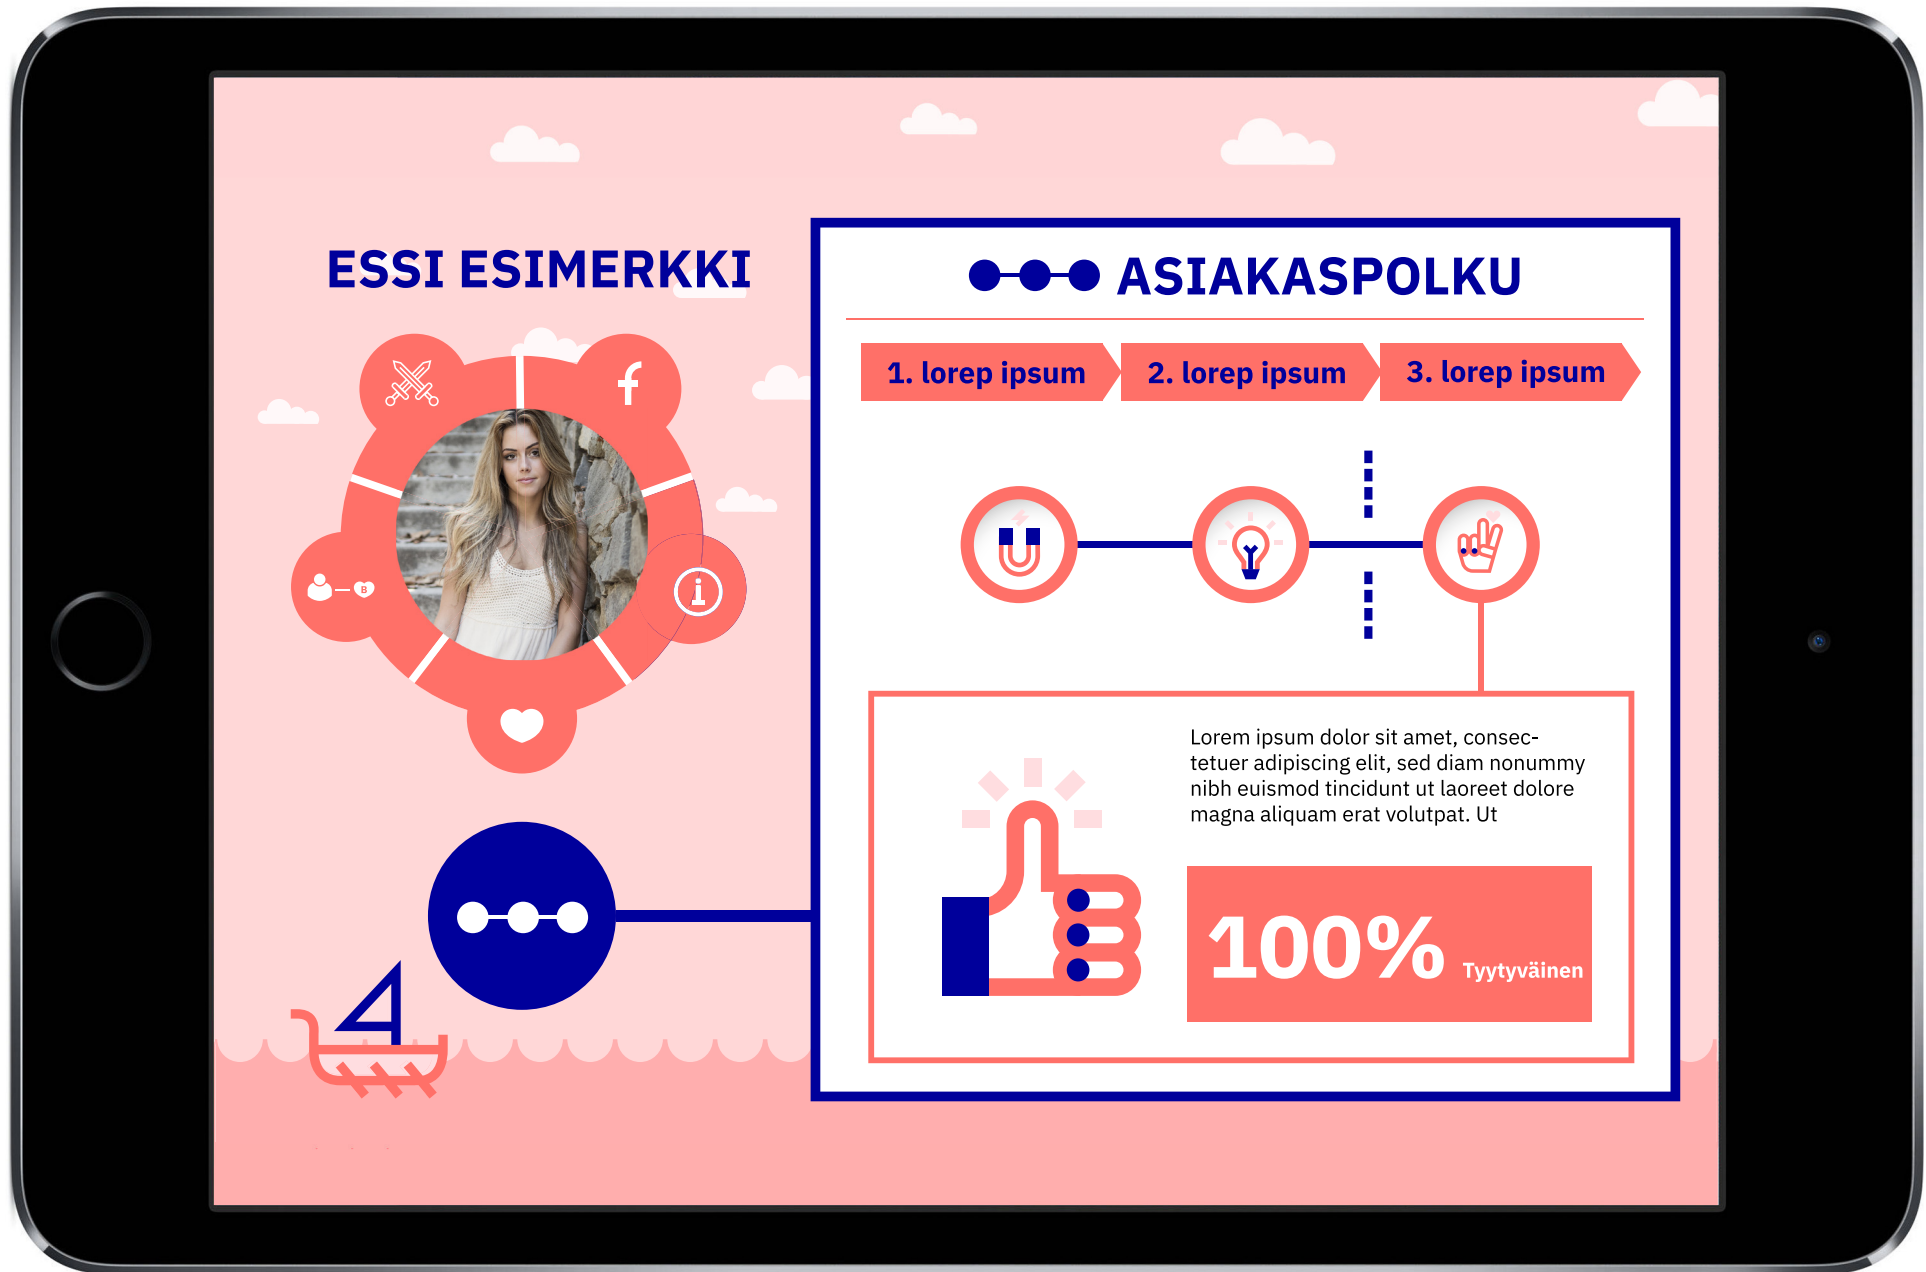 ESSI ESIMERKKI
ASIAKASPOLKU
1. lorep ipsum
2. lorep ipsum
3. lorep ipsum
f
B
i
Lorem ipsum dolor sit amet, consec-
tetuer adipiscing elit, sed diam nonummy
nibh euismod tincidunt ut laoreet dolore
magna aliquam erat volutpat. Ut
100% Tyytyväinen